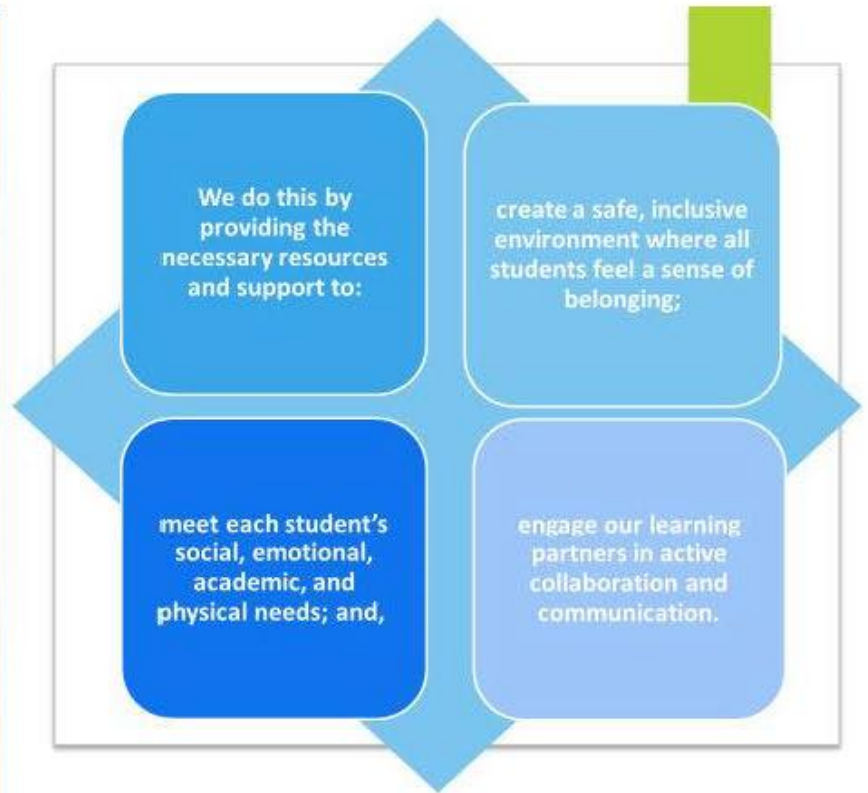 We do this by
providing the
necessary resources
and support to:
create a safe, inclusive
environment where all
students feel a sense of
belonging;
meet each student's
social, emotional,
academic, and
physical needs; and,
engage our learning
partners in active
collaboration and
communication.